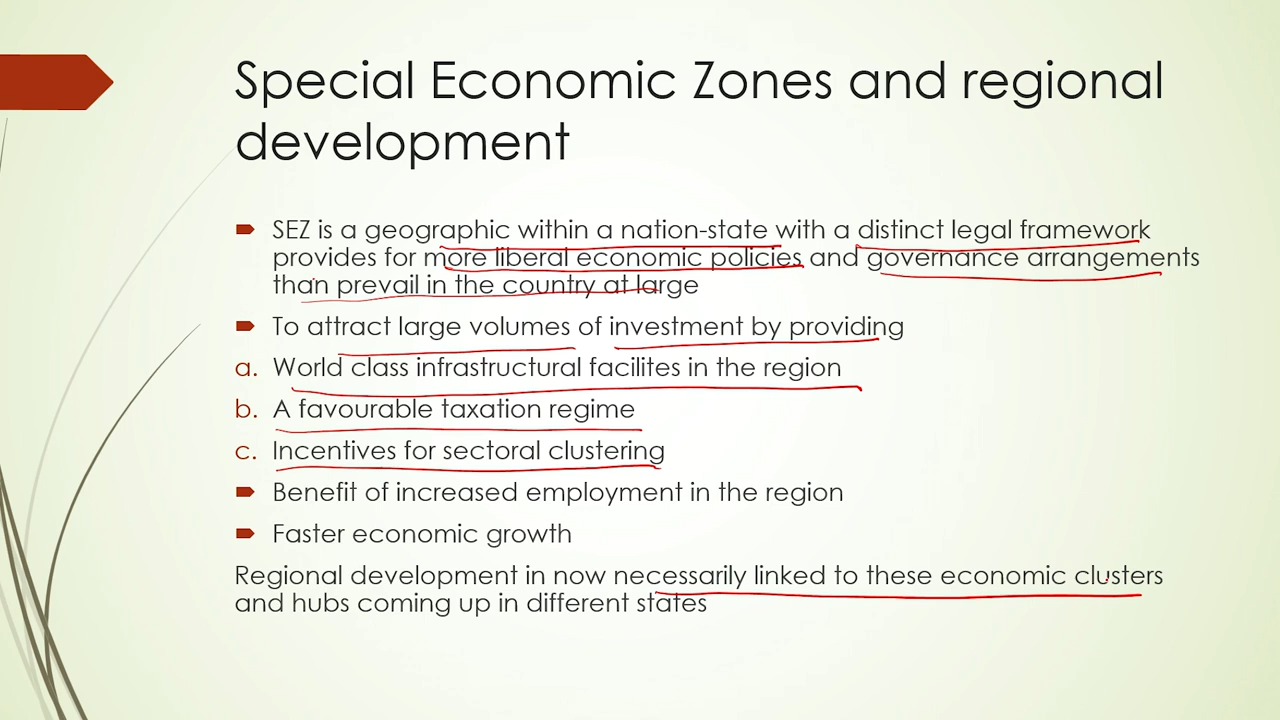 Special Economic Zones and regional
development
SEZ is a geographic within a nation-state with a distinct legal framework
provides for more liberal economic policies and governance arrangements
than prevail in the country at large
To attract large volumes of investment by providing
a. World class infrastructural facilites in the region
b. A favourable taxation regime
c. Incentives for sectoral clustering
Benefit of increased employment in the region
Faster economic growth
Regional development in now necessarily linked to these economic clusters
and hubs coming up in different states